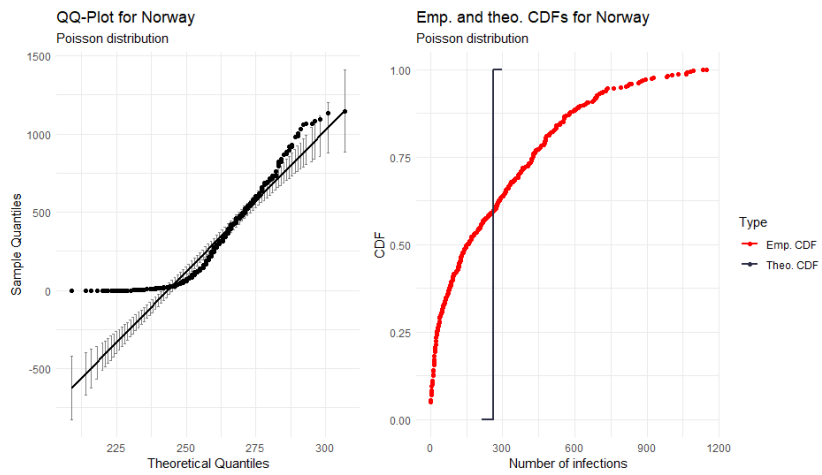 QQ-Plot for Norway
Poisson distribution
1500
1000
500
0
-500
Sample Quantiles
225
250
275
300
Theoretical Quantiles
Emp. and theo. CDFs for Norway
Poisson distribution
1.00
0.75
0.50
0.25
0.00
CDF
0
300
600
900
1200
Number of infections
Type
Emp. CDF
Theo. CDF